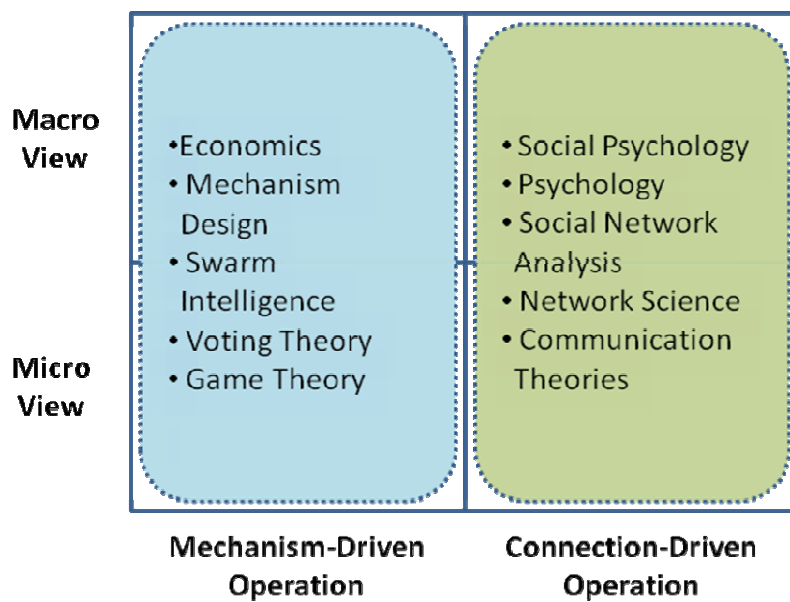 Macro
View
•Economics
• Mechanism
Design
• Swarm
Intelligence
• Voting Theory
• Game Theory
• Social Psychology
• Psychology
• Social Network
Analysis
• Network Science
• Communication
Theories
Micro
View
Mechanism-Driven
Operation
Connection-Driven
Operation